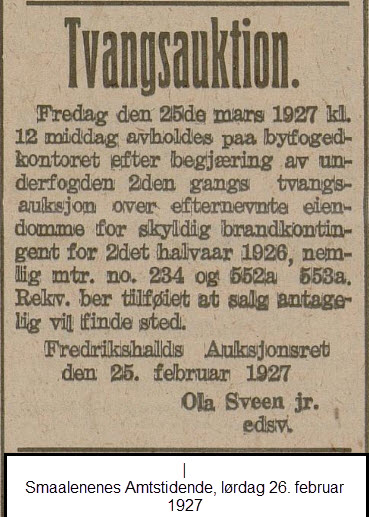 Tvangsauktion.
Fredag den 25de mars 1927 kl.
12 middag avholdes paa byfoged-
kontoret efter begjæring av un-
derfogden 2den gangs tvangs-
auksjon over efternevnte eien-
domme for skyldig brandkontin-
gent for 2det halvaar 1926, nem-
lig mtr. no. 234 og 552a 553a.
Rekv. ber tilføiet at salg antage-
lig vil finde sted.
Fredrikshalds Auksjonsret
den 25. februar 1927
Ola Sveen jr.
edsv.
|
Smaalenenes Amtstidende, lørdag 26. februar
1927